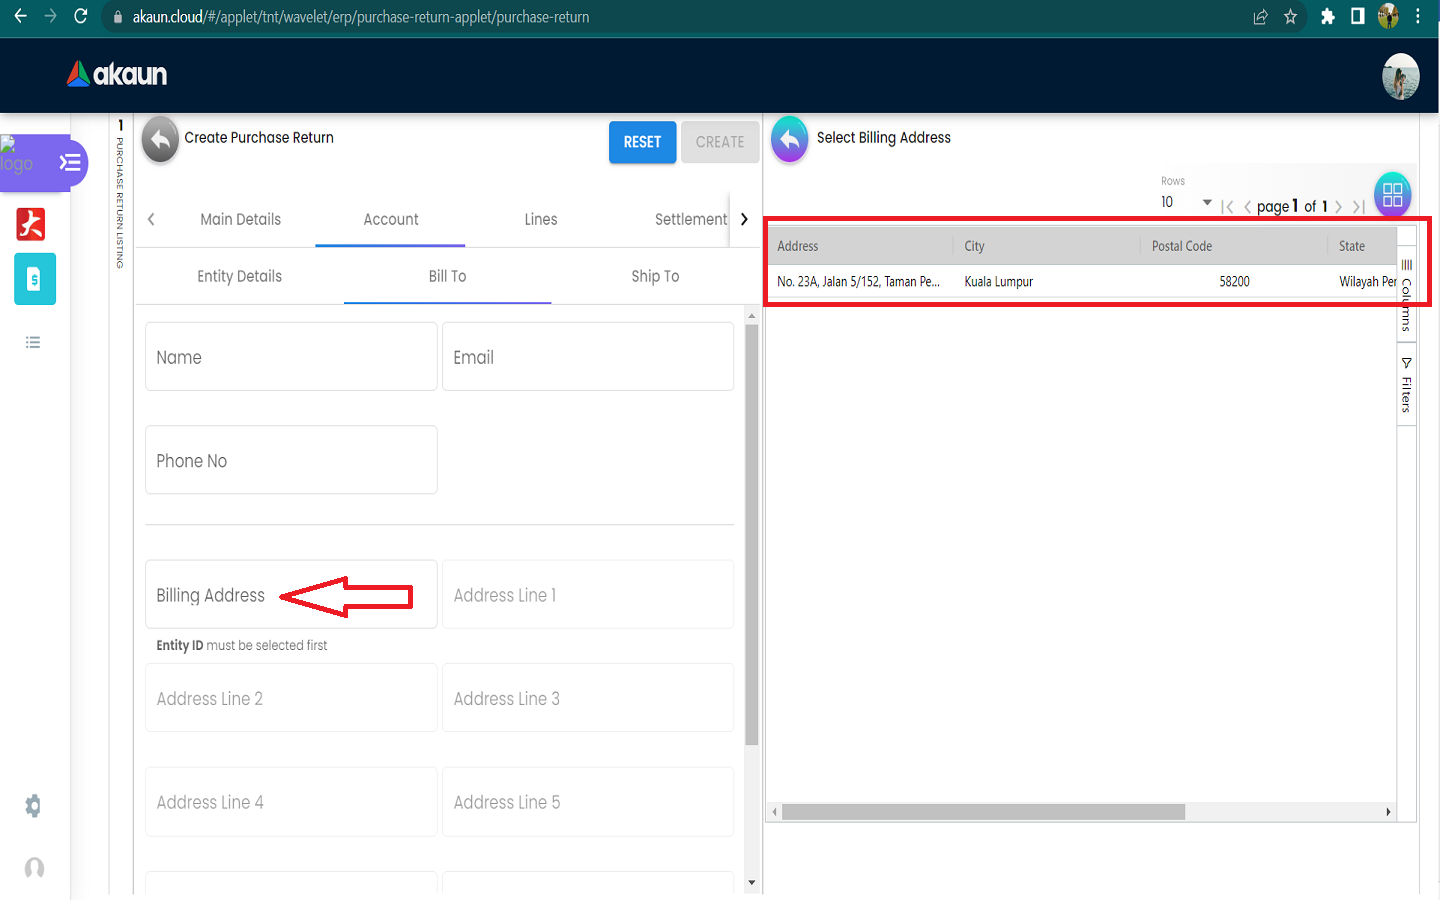 akaun.cloud/#/applet/tnt/wavelet/erp/purchase-return-applet/purchase-return
akaun
logo
1
PURCHASE RETURN LISTING
Create Purchase Return
RESET
CREATE
Main Details
Account
Lines
Settlement
Entity Details
Bill To
Ship To
Name
Email
Phone No
Billing Address
Address Line 1
Entity ID must be selected first
Address Line 2
Address Line 3
Address Line 4
Address Line 5
Select Billing Address
Rows
10
page 1 of 1
Address City Postal Code State
No. 23A, Jalan 5/152, Taman Pe... Kuala Lumpur 58200 Wilayah Per
Columns
Filters